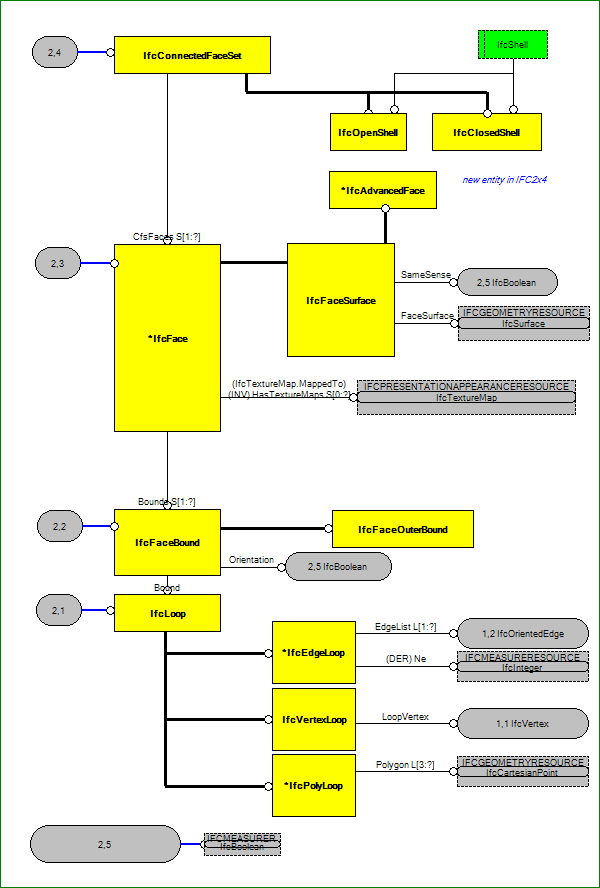 2,4
IfcConnectedFaceSet
IfcShell
IfcOpenShell
IfcClosedShell
*IfcAdvancedFace
new entity in IFC2x4
CfsFaces S[1:?]
2,3
*IfcFace
IfcFaceSurface
SameSense
2,5 IfcBoolean
FaceSurface
IFCGEOMETRYRESOURCE
IfcSurface
(IfcTextureMap.MappedTo)
(INV) HasTextureMaps S[0:?]
IFCPRESENTATIONAPPEARANCERESOURCE
IfcTextureMap
Bounds S[1:?]
2,2
IfcFaceBound
IfcFaceOuterBound
Orientation
2,5 IfcBoolean
Bound
2,1
IfcLoop
*IfcEdgeLoop
EdgeList L[1:?]
1,2 IfcOrientedEdge
(DER) Ne
IFCMEASURERESOURCE
IfcInteger
IfcVertexLoop
LoopVertex
1,1 IfcVertex
*IfcPolyLoop
Polygon L[3:?]
IFCGEOMETRYRESOURCE
IfcCartesianPoint
2,5
IFCMEASURER
IfcBoolean